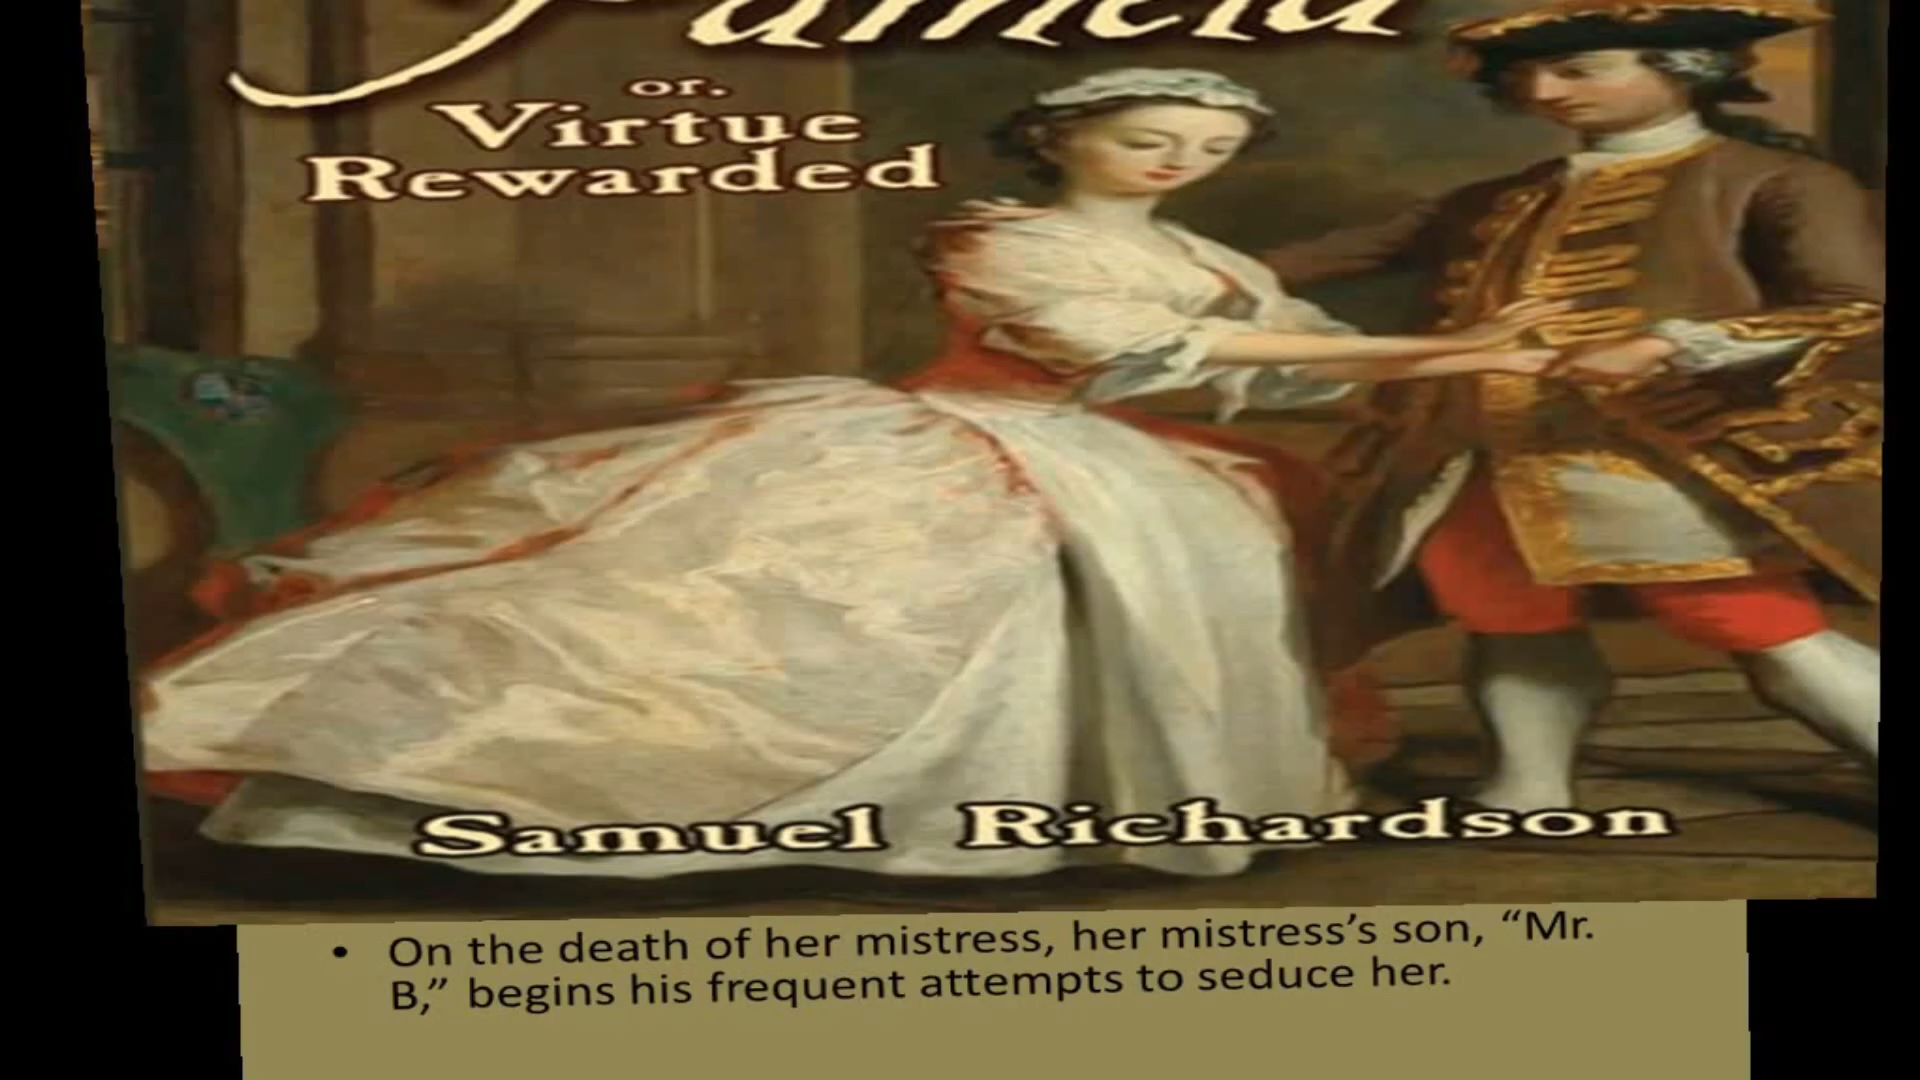 Pamela
or,
Virtue
Rewarded
Samuel Richardson
• On the death of her mistress, her mistress’s son, “Mr.
B,” begins his frequent attempts to seduce her.